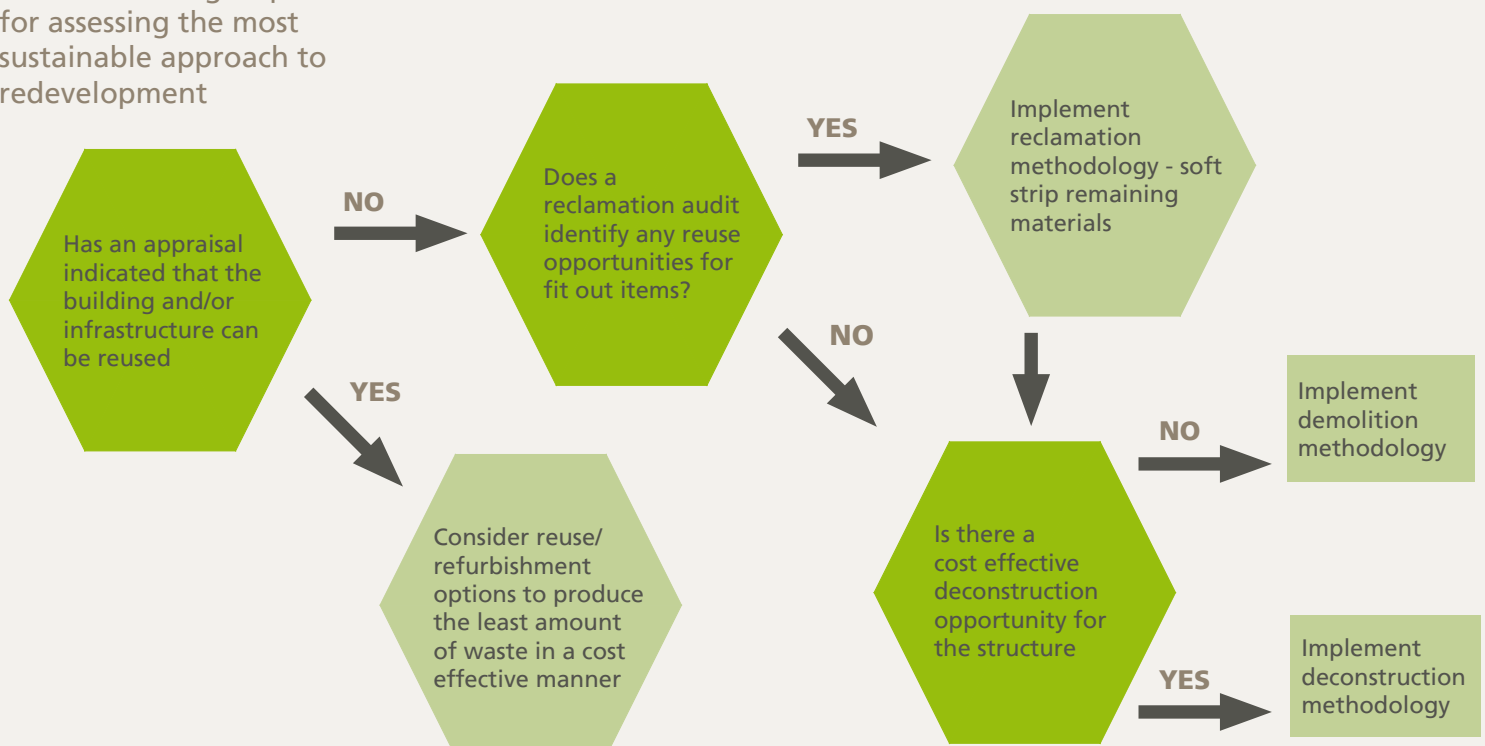 for assessing the most
sustainable approach to
redevelopment
Has an appraisal
indicated that the
building and/or
infrastructure can
be reused
NO
YES
Does a
reclamation audit
identify any reuse
opportunities for
fit out items?
YES
NO
Implement
reclamation
methodology - soft
strip remaining
materials
Consider reuse/
refurbishment
options to produce
the least amount
of waste in a cost
effective manner
Is there a
cost effective
deconstruction
opportunity for
the structure
NO
YES
Implement
demolition
methodology
Implement
deconstruction
methodology